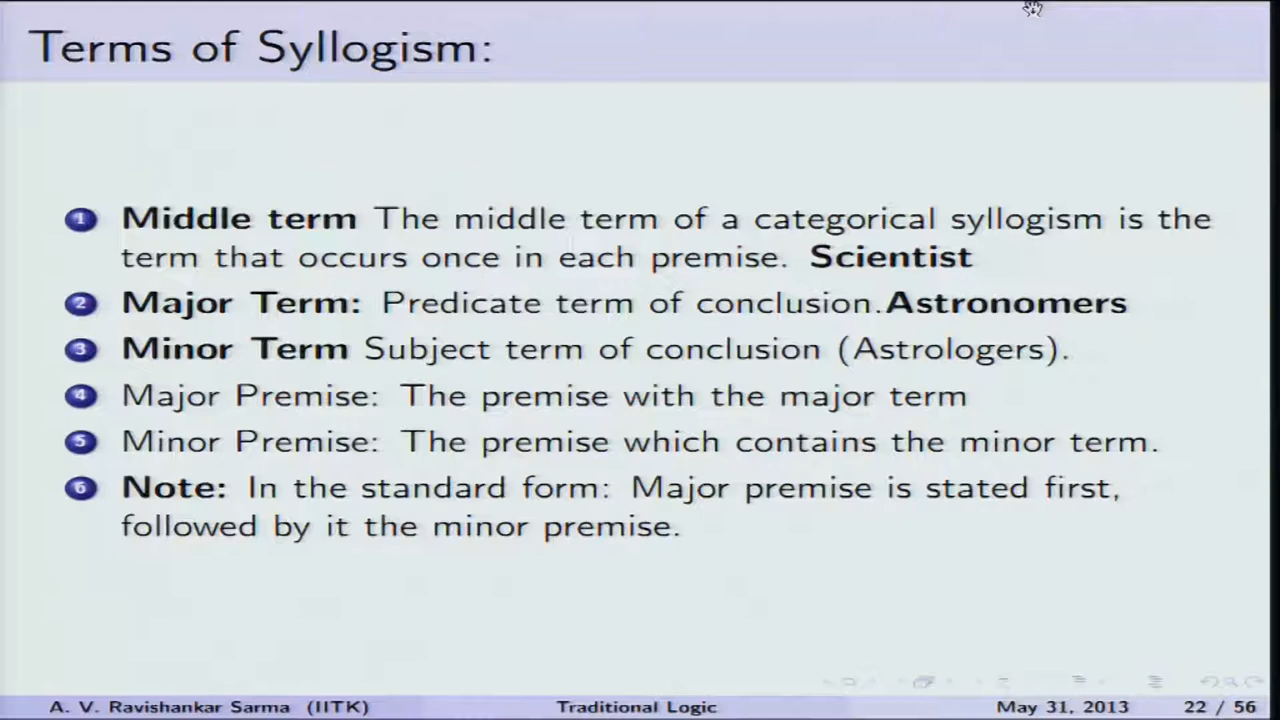 Terms of Syllogism:
1 Middle term The middle term of a categorical syllogism is the
term that occurs once in each premise. Scientist
2 Major Term: Predicate term of conclusion.Astronomers
3 Minor Term Subject term of conclusion (Astrologers).
4 Major Premise: The premise with the major term
5 Minor Premise: The premise which contains the minor term.
6 Note: In the standard form: Major premise is stated first,
followed by it the minor premise.
A. V. Ravishankar Sarma (IITK) Traditional Logic May 31, 2013 22 / 56